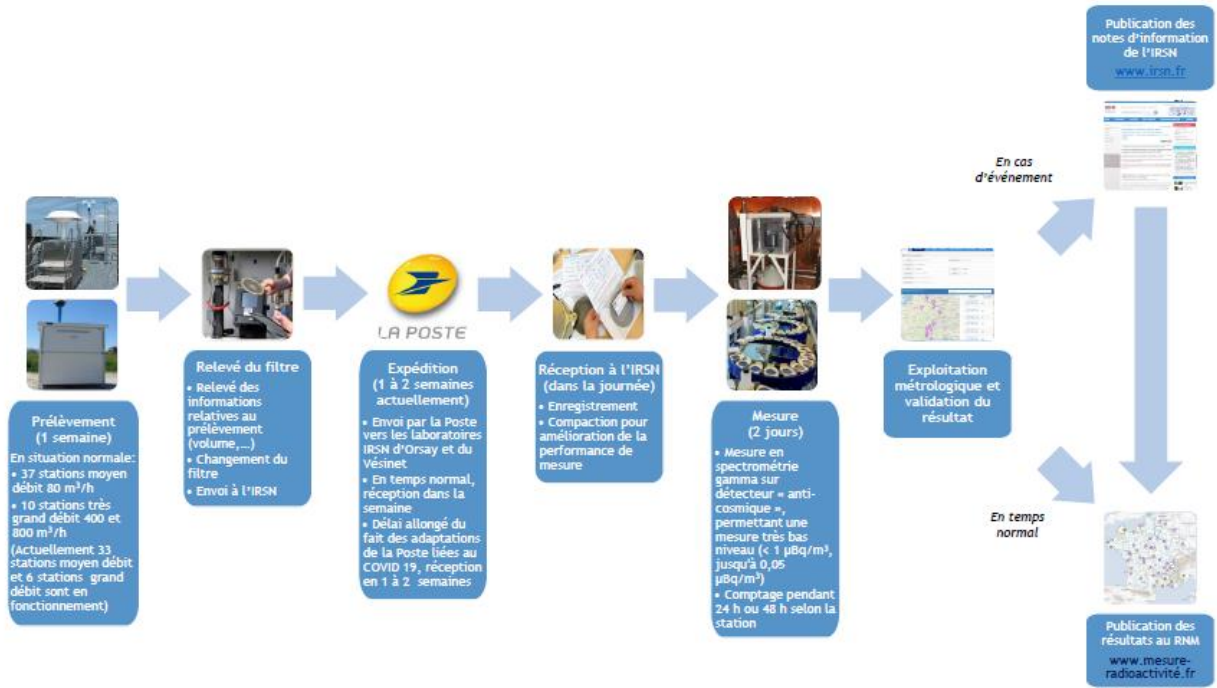 Prélèvement
(1 semaine)
En situation normale:
• 37 stations moyen
débit 80 m³/h
• 10 stations très
grand débit 400 et
800 m³/h
(Actuellement 33
stations moyen débit
et 6 stations grand
débit sont en
fonctionnement)
Relevé du filtre
• Relevé des
informations
relatives au
prélèvement
(volume,…)
• Changement du
filtre
• Envoi à l'IRSN
LA POSTE
Expédition
(1 à 2 semaines
actuellement)
• Envoi par la Poste
vers les laboratoires
IRSN d'Orsay et du
Vésinet
• En temps normal,
réception dans la
semaine
• Délai allongé du
fait des adaptations
de la Poste liées au
COVID 19, réception
en 1 à 2 semaines
Réception à l'IRSN
(dans la journée)
• Enregistrement
• Compaction pour
amélioration de la
performance de
mesure
Mesure
(2 jours)
• Mesure en
spectrométrie
gamma sur
détecteur « anti-
cosmique »,
permettant une
mesure très bas
niveau (< 1 µBq/m³,
jusqu'à 0,05
µBq/m³)
• Comptage pendant
24 h ou 48 h selon la
station
Exploitation
métrologique et
validation du
résultat
En cas
d'événement
Publication des
notes d'information
de l'IRSN
www.irsn.fr
En temps
normal
Publication des
résultats au RNM
www.mesure-
radioactivité.fr